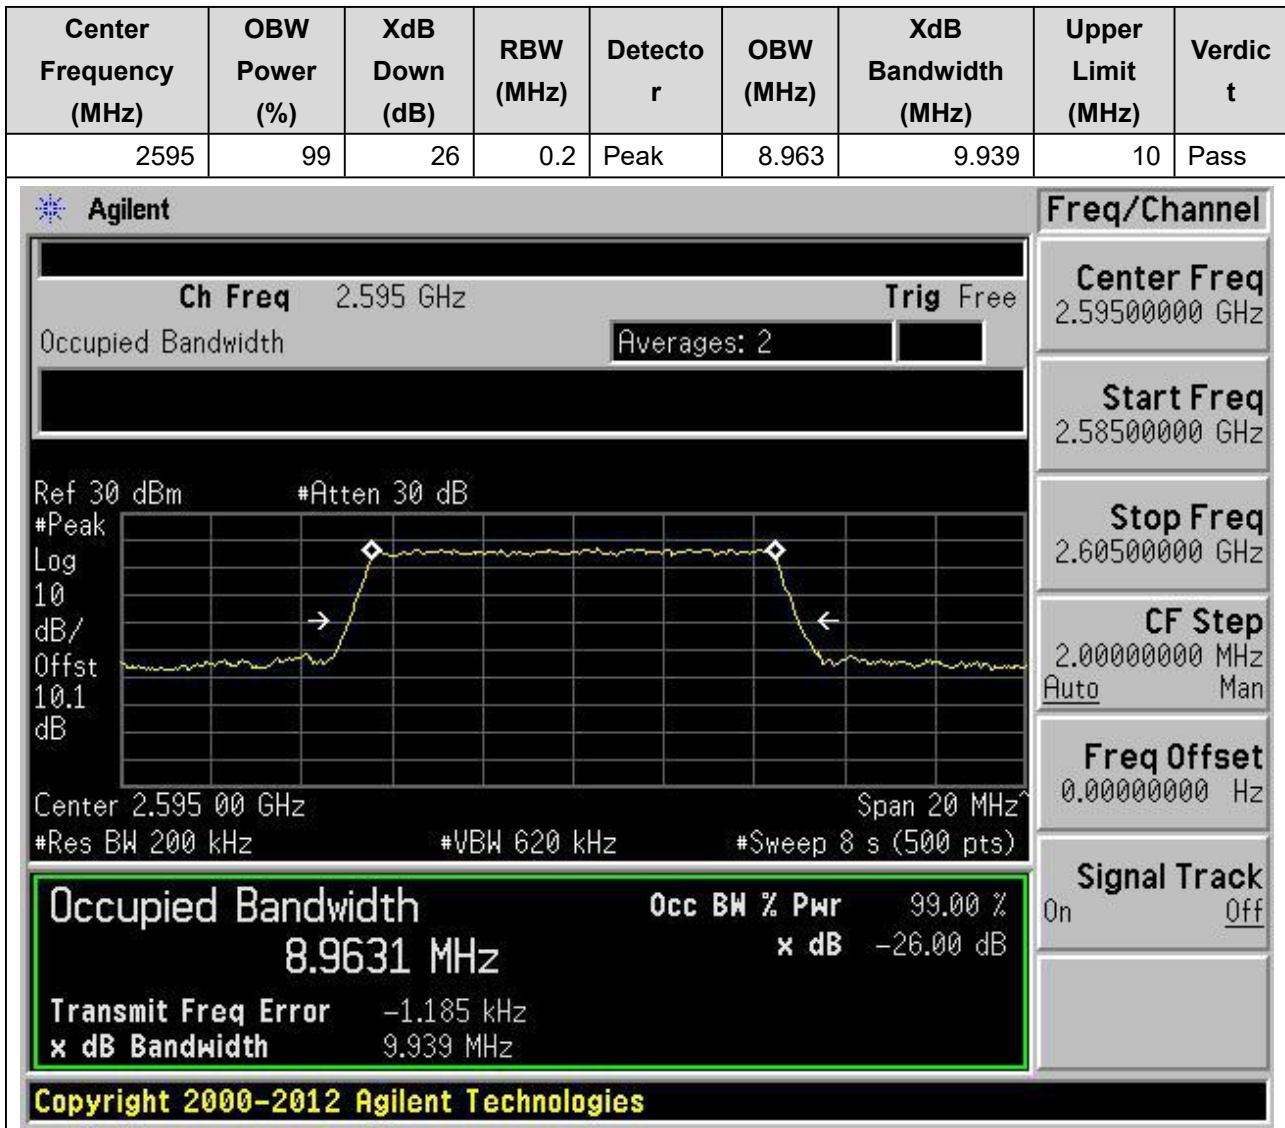 Center Frequency (MHz) OBW Power (%) XdB Down (dB) RBW (MHz) Detecto r OBW (MHz) XdB Bandwidth (MHz) Upper Limit (MHz) Verdic t
2595 99 26 0.2 Peak 8.963 9.939 10 Pass
Agilent
Freq/Channel
Ch Freq 2.595 GHz Trig Free
Occupied Bandwidth Averages: 2
Center Freq
2.59500000 GHz
Start Freq
2.58500000 GHz
Stop Freq
2.60500000 GHz
CF Step
2.00000000 MHz
Auto Man
Freq Offset
0.00000000 Hz
Signal Track
On Off
Ref 30 dBm #Atten 30 dB
#Peak
Log
10
dB/
Offst
10.1
dB
Center 2.595 00 GHz Span 20 MHz^
#Res BW 200 kHz #VBW 620 kHz #Sweep 8 s (500 pts)
Occupied Bandwidth Occ BW % Pwr 99.00 %
8.9631 MHz x dB -26.00 dB
Transmit Freq Error -1.185 kHz
x dB Bandwidth 9.939 MHz
Copyright 2000-2012 Agilent Technologies